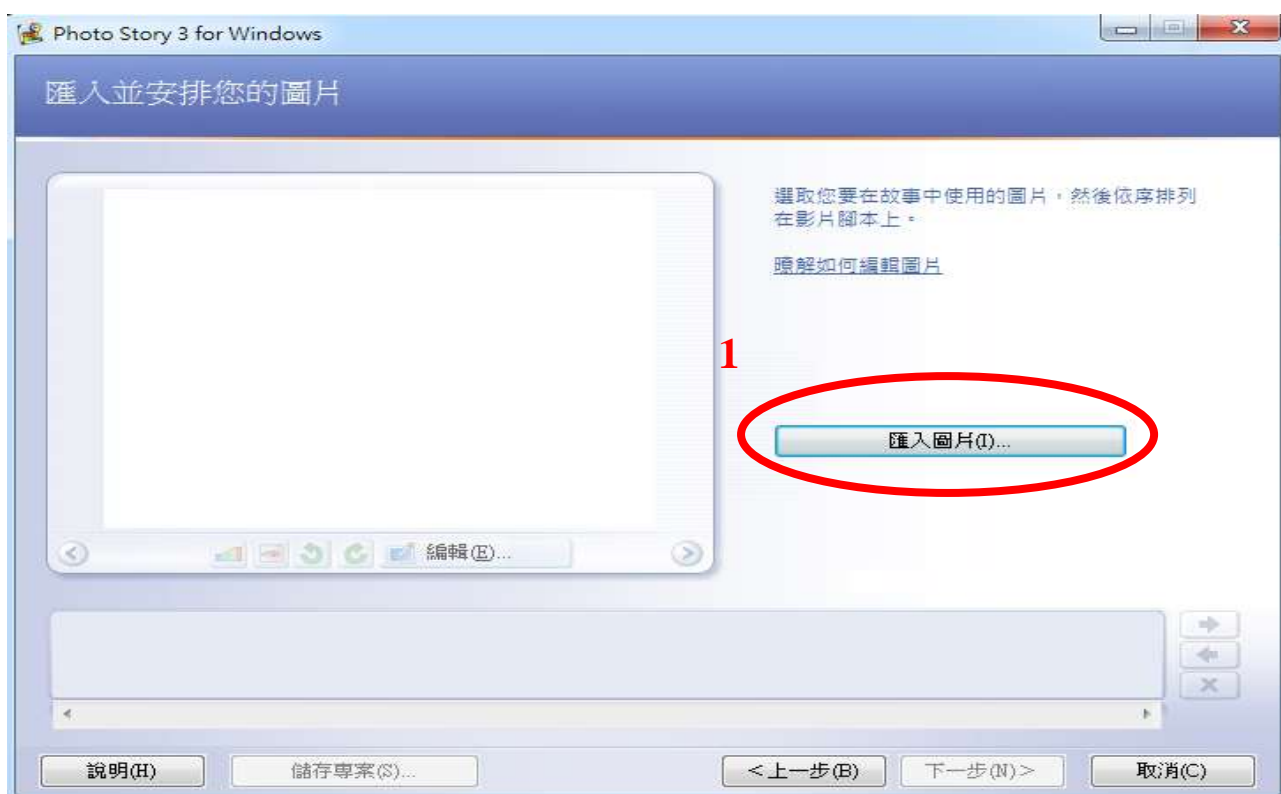 Photo Story 3 for Windows
匯入並安排您的圖片
選取您要在故事中使用的圖片，然後依序排列
在影片腳本上。
瞭解如何編輯圖片
1
匯入圖片(I)...
編輯(E)...
說明(H)
儲存專案(S)...
<上一步(B)
下一步(N)>
取消(C)